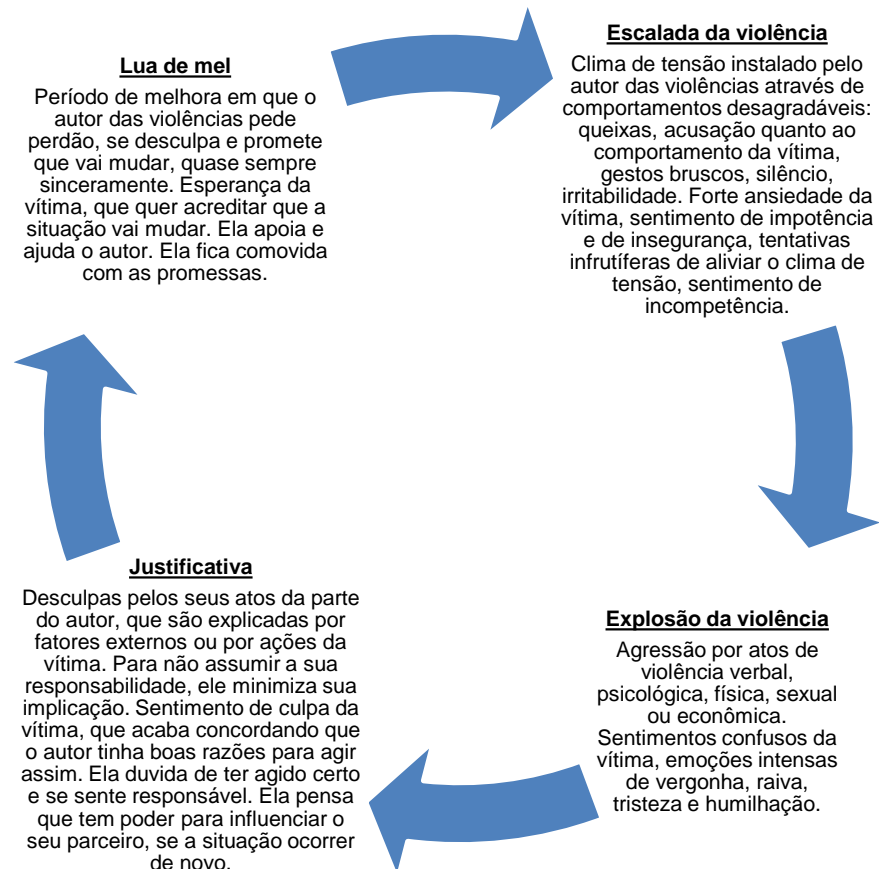 Lua de mel
Período de melhora em que o
autor das violências pede
perdão, se desculpa e promete
que vai mudar, quase sempre
sinceramente. Esperança da
vítima, que quer acreditar que a
situação vai mudar. Ela apoia e
ajuda o autor. Ela fica comovida
com as promessas.
Escalada da violência
Clima de tensão instalado pelo
autor das violências através de
comportamentos desagradáveis:
queixas, acusação quanto ao
comportamento da vítima,
gestos bruscos, silêncio,
irritabilidade. Forte ansiedade da
vítima, sentimento de impotência
e de insegurança, tentativas
infrutíferas de aliviar o clima de
tensão, sentimento de
incompetência.
Explosão da violência
Agressão por atos de
violência verbal,
psicológica, física, sexual
ou econômica.
Sentimentos confusos da
vítima, emoções intensas
de vergonha, raiva,
tristeza e humilhação.
Justificativa
Desculpas pelos seus atos da parte
do autor, que são explicadas por
fatores externos ou por ações da
vítima. Para não assumir a sua
responsabilidade, ele minimiza sua
implicação. Sentimento de culpa da
vítima, que acaba concordando que
o autor tinha boas razões para agir
assim. Ela duvida de ter agido certo
e se sente responsável. Ela pensa
que tem poder para influenciar o
seu parceiro, se a situação ocorrer
de novo.